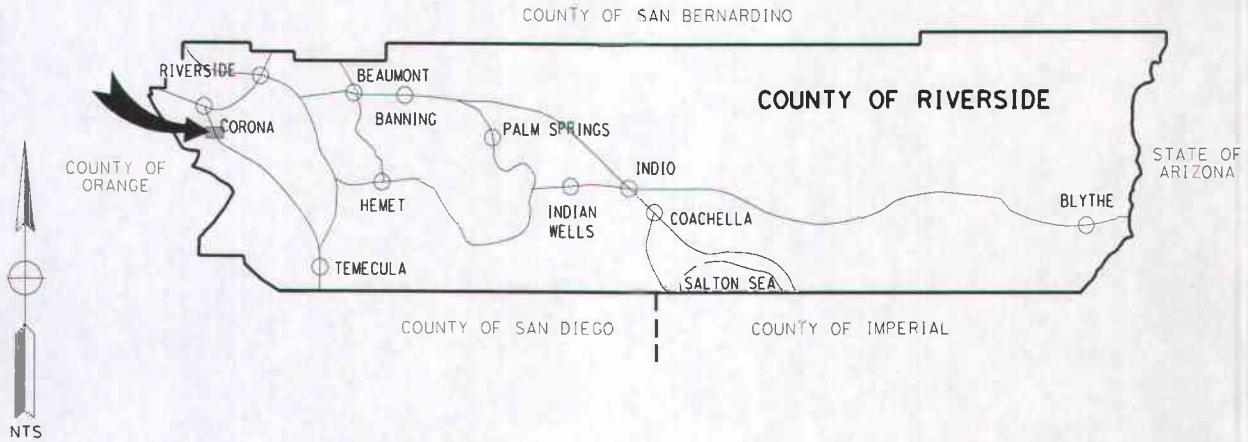 COUNTY OF SAN BERNARDINO
RIVERSIDE
BEAUMONT
COUNTY OF RIVERSIDE
BANNING
CORONA
PALM SPRINGS
STATE OF
ARIZONA
COUNTY OF
ORANGE
INDIO
HEMET
INDIAN
WELLS
COACHELLA
BLYTHE
TEMECULA
SALTON SEA
COUNTY OF SAN DIEGO
COUNTY OF IMPERIAL
NTS